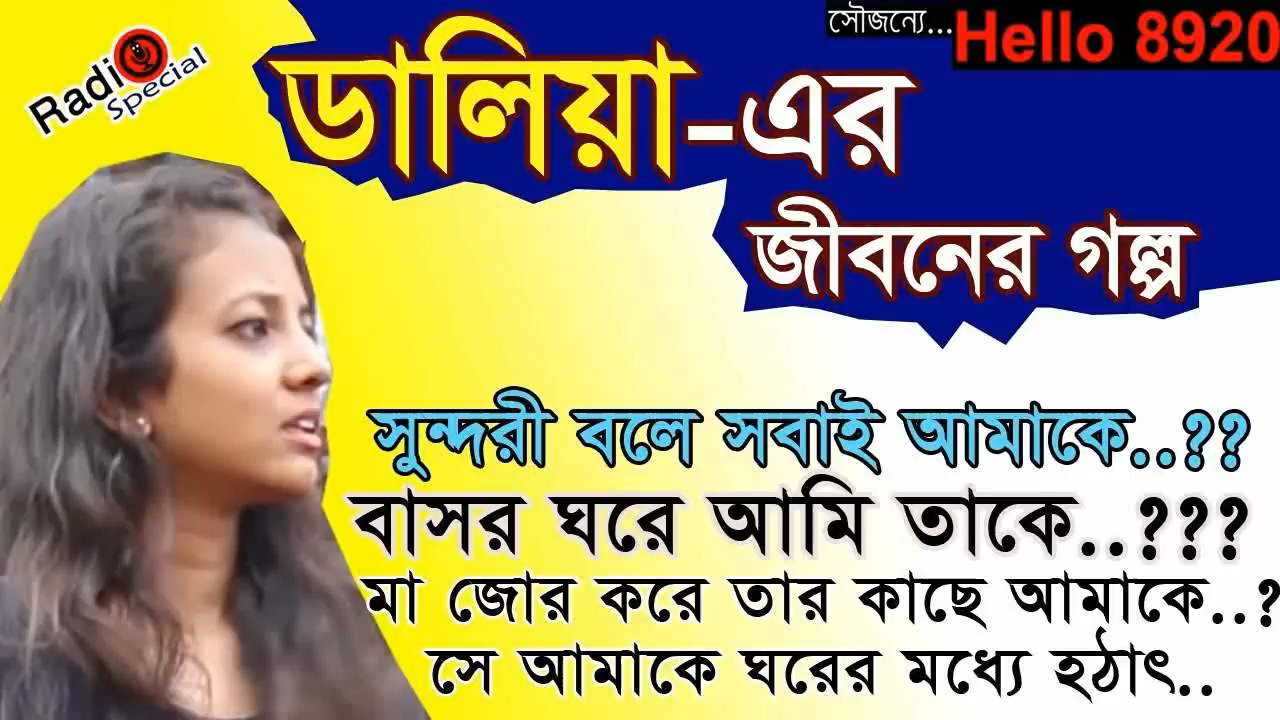 Radio
Special
সৌজন্যে...Hello 8920
ডালিয়া-এর
জীবনের গল্প
সুন্দরী বলে সবাই আমাকে..??
বাসর ঘরে আমি তাকে..???
মা জোর করে তার কাছে আমাকে..?
সে আমাকে ঘরের মধ্যে হঠাৎ..